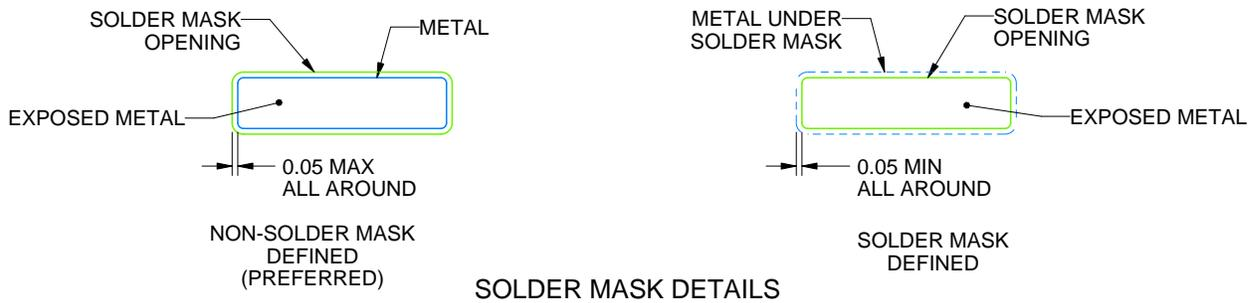 SOLDER MASK
OPENING
METAL
EXPOSED METAL
0.05 MAX
ALL AROUND
NON-SOLDER MASK
DEFINED
(PREFERRED)
METAL UNDER
SOLDER MASK
SOLDER MASK
OPENING
EXPOSED METAL
0.05 MIN
ALL AROUND
SOLDER MASK
DEFINED
SOLDER MASK DETAILS